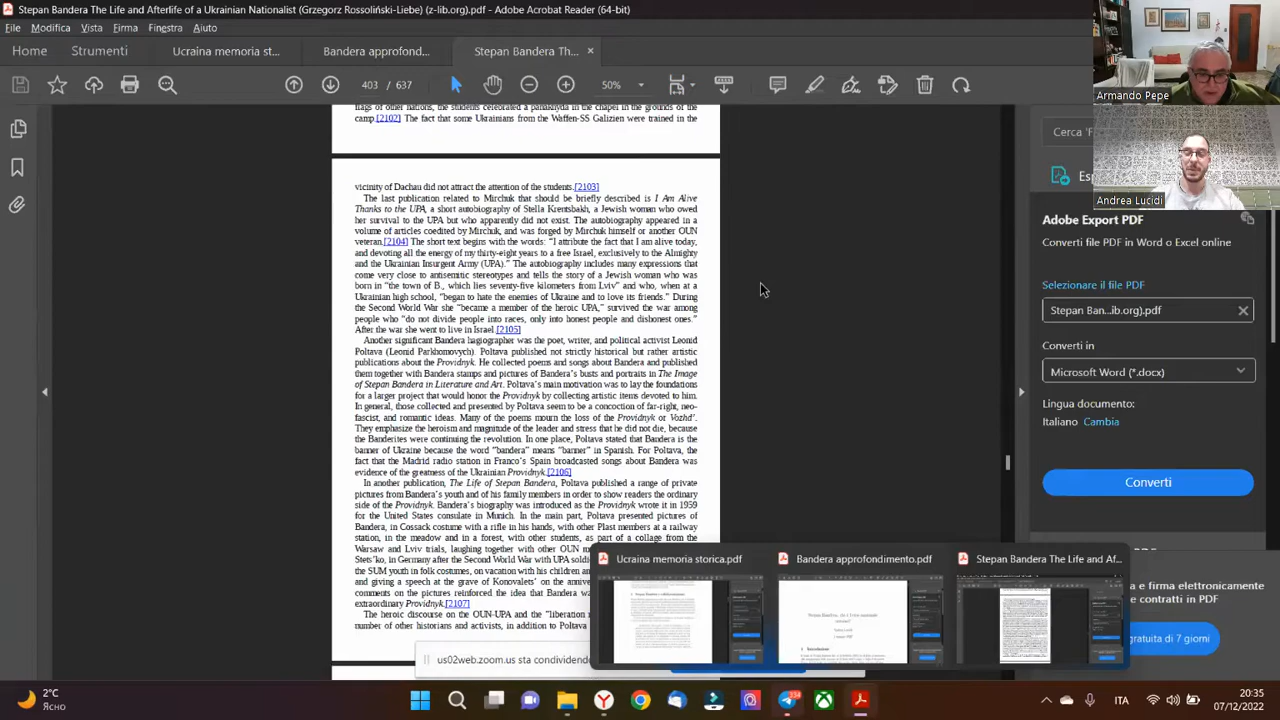 Stepan Bandera The Life and Afterlife of a Ukrainian Nationalist (Grzegorz Rossoliński-Liebe) (z-lib.org).pdf - Adobe Acrobat Reader (64-bit)
File Modifica Vista Firma Finestra Aiuto
Home Strumenti Ucraina memoria st... Bandera approfond... Stepan Bandera Th... ×
403 / 637 50%
Armando Pepe
Andrea Lucidi
flags of other nations, the students celebrated a panakhyda in the chapel in the grounds of the
camp.[2102] The fact that some Ukrainians from the Waffen-SS Galizien were trained in the
vicinity of Dachau did not attract the attention of the students.[2103]
The last publication related to Mirchuk that should be briefly described is I Am Alive
Thanks to the UPA, a short autobiography of Stella Krentsbakh, a Jewish woman who owed
her survival to the UPA but who apparently did not exist. The autobiography appeared in a
volume of articles coedited by Mirchuk, and was forged by Mirchuk himself or another OUN
veteran.[2104] The short text begins with the words: “I attribute the fact that I am alive today,
and devoting all the energy of my thirty-eight years to a free Israel, exclusively to the Almighty
and the Ukrainian Insurgent Army (UPA).” The autobiography includes many expressions that
come very close to antisemitic stereotypes and tells the story of a Jewish woman who was
born in “the town of B., which lies seventy-five kilometers from Lviv” and who, when at a
Ukrainian high school, “began to hate the enemies of Ukraine and to love its friends.” During
the Second World War she “became a member of the heroic UPA,” survived the war among
people who “do not divide people into races, only into honest people and dishonest ones.”
After the war she went to live in Israel.[2105]
Another significant Bandera hagiographer was the poet, writer, and political activist Leonid
Poltava (Leonid Parkhomovych). Poltava published not strictly historical but rather artistic
publications about the Providnyk. He collected poems and songs about Bandera and published
them together with Bandera stamps and pictures of Bandera’s busts and portraits in The Image
of Stepan Bandera in Literature and Art. Poltava’s main motivation was to lay the foundations
for a larger project that would honor the Providnyk by collecting artistic items devoted to him.
In general, those collected and presented by Poltava seem to be a concoction of far-right, neo-
fascist, and romantic ideas. Many of the poems mourn the loss of the Providnyk or Vozhd’.
They emphasize the heroism and magnitude of the leader and stress that he did not die, because
the Banderites were continuing the revolution. In one place, Poltava stated that Bandera is the
banner of Ukraine because the word “bandera” means “banner” in Spanish. For Poltava, the
fact that the Madrid radio station in Franco’s Spain broadcasted songs about Bandera was
evidence of the greatness of the Ukrainian Providnyk.[2106]
In another publication, The Life of Stepan Bandera, Poltava published a range of private
pictures from Bandera’s youth and of his family members in order to show readers the ordinary
side of the Providnyk. Bandera’s biography was introduced as the Providnyk wrote it in 1959
for the United States consulate in Munich. In the main part, Poltava presented pictures of
Bandera, in Cossack costume with a rifle in his hands, with other Plast members at a railway
station, in the meadow and in a forest, with other students, as part of a collage from the
Warsaw and Lviv trials, laughing together with other OUN
Stets’ko, in Germany after the Second World War with UPA
the SUM youth in folk costumes, on vacation with his children
and giving a speech at the grave of Konovalets’ on the
comments on the pictures reinforced the idea that Bandera
extraordinary Providnyk.[2107]
The heroic discourse on the OUN-UPA and the “liberation
number of other historians and activists, in addition to Poltava
us02web.zoom.us sta condividendo
Cerca 'F
Esp
Adobe Export PDF
Converti file PDF in Word o Excel online
Selezionare il file PDF
Stepan Ban...ib.org).pdf
Converti in
Microsoft Word (*.docx)
Lingua documento:
Italiano Cambia
Converti
e firma elettronicamente
e contratti in PDF
ratuita di 7 giorni
Ucraina memoria storica.pdf
Bandera approfondimento.pdf
Stepan Bandera The Life and Af...
2°C
Ясно
ITA
20:35
07/12/2022